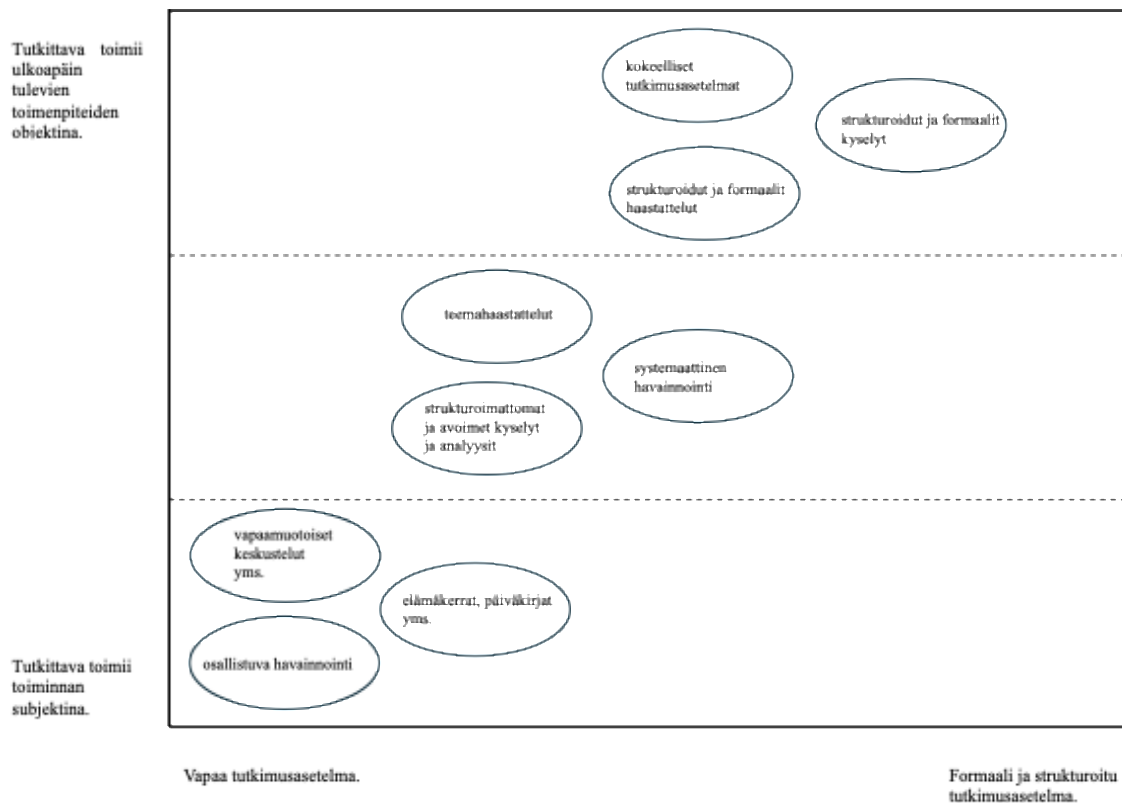 Tutkittava toimii
ulkoapäin
tulevien
toimenpiteiden
obiektina.
kokeelliset
tutkimusasetelmat
strukturoidut ja formaalit
kyselyt
strukturoidut ja formaalit
haastattelut
teemahaastattelut
systemaattinen
havainnointi
strukturoimattomat
ja avoimet kyselyt
ja analyysit
vapaamuotoiset
keskustelut
yms.
elämäkerrat, päiväkirjat
yms.
osallistuva havainnointi
Tutkittava toimii
toiminnan
subjektina.
Vapaa tutkimusasetelma.
Formaali ja strukturoitu
tutkimusasetelma.